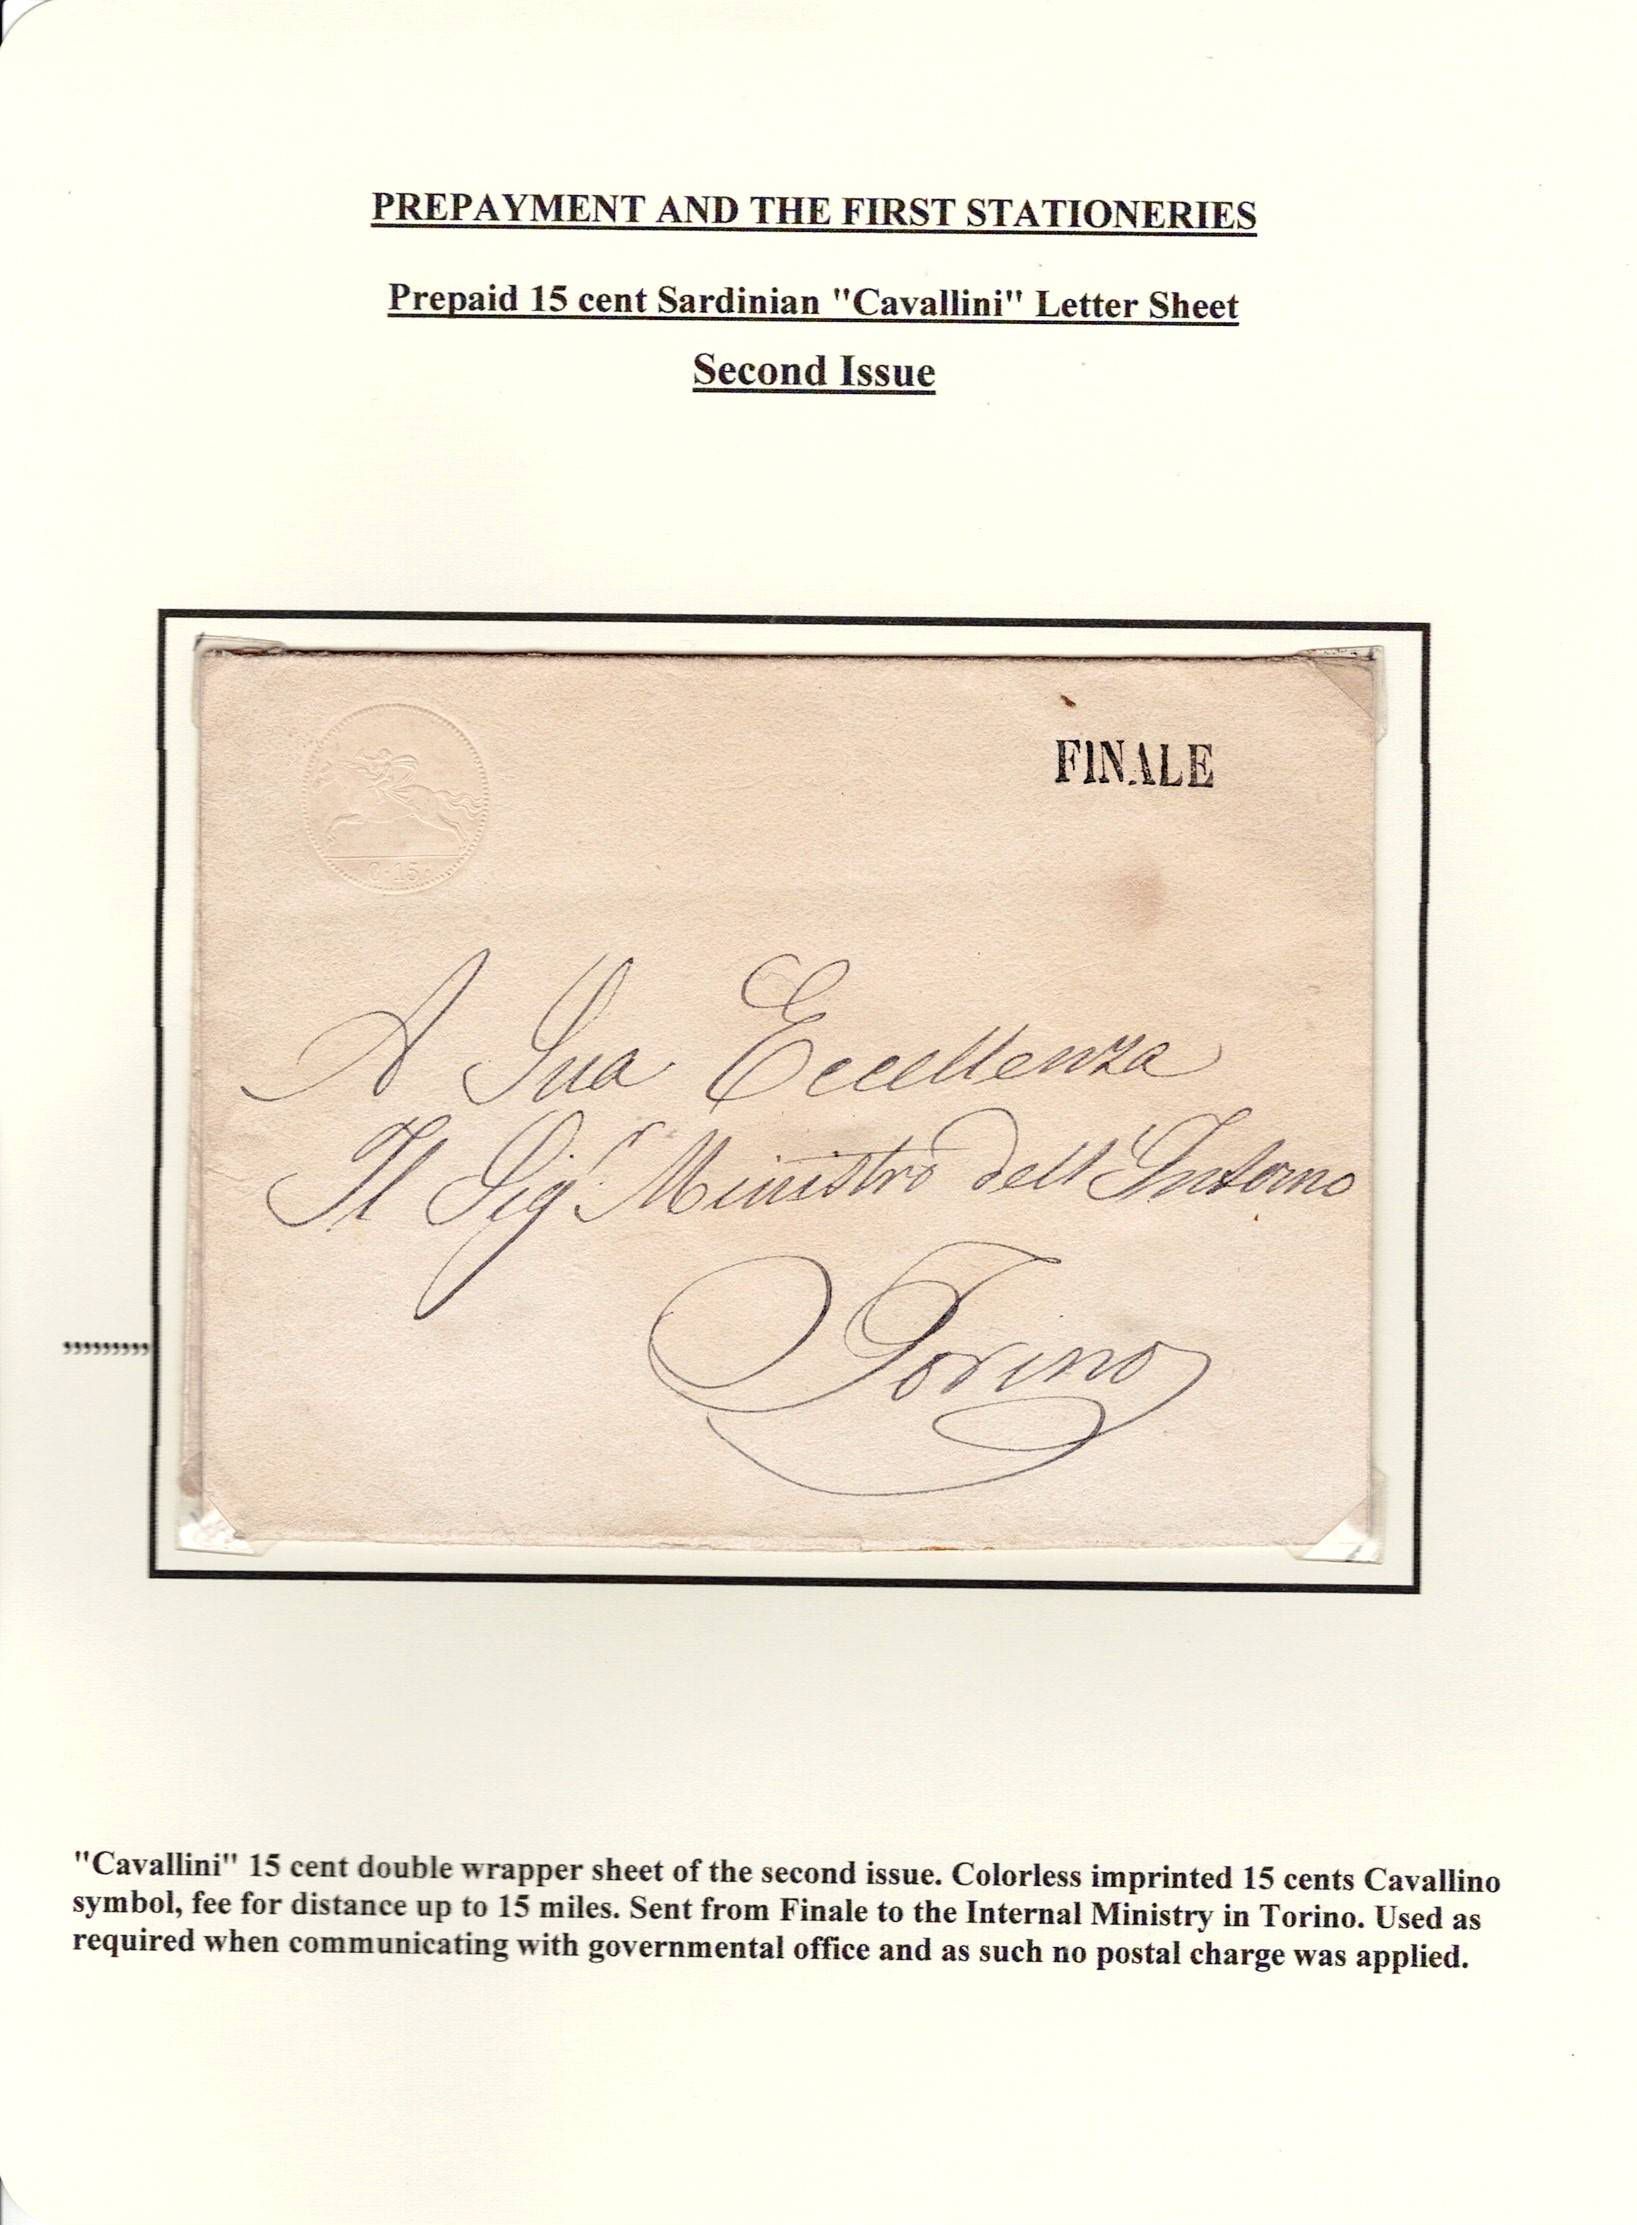 PREPAYMENT AND THE FIRST STATIONERIES
Prepaid 15 cent Sardinian "Cavallini" Letter Sheet
Second Issue
FINALE
C. 15.
A Sua Eccellenza
Il Sigr. Ministro dell'Interno
Torino
,,,,,,,,,,
"Cavallini" 15 cent double wrapper sheet of the second issue. Colorless imprinted 15 cents Cavallino
symbol, fee for distance up to 15 miles. Sent from Finale to the Internal Ministry in Torino. Used as
required when communicating with governmental office and as such no postal charge was applied.